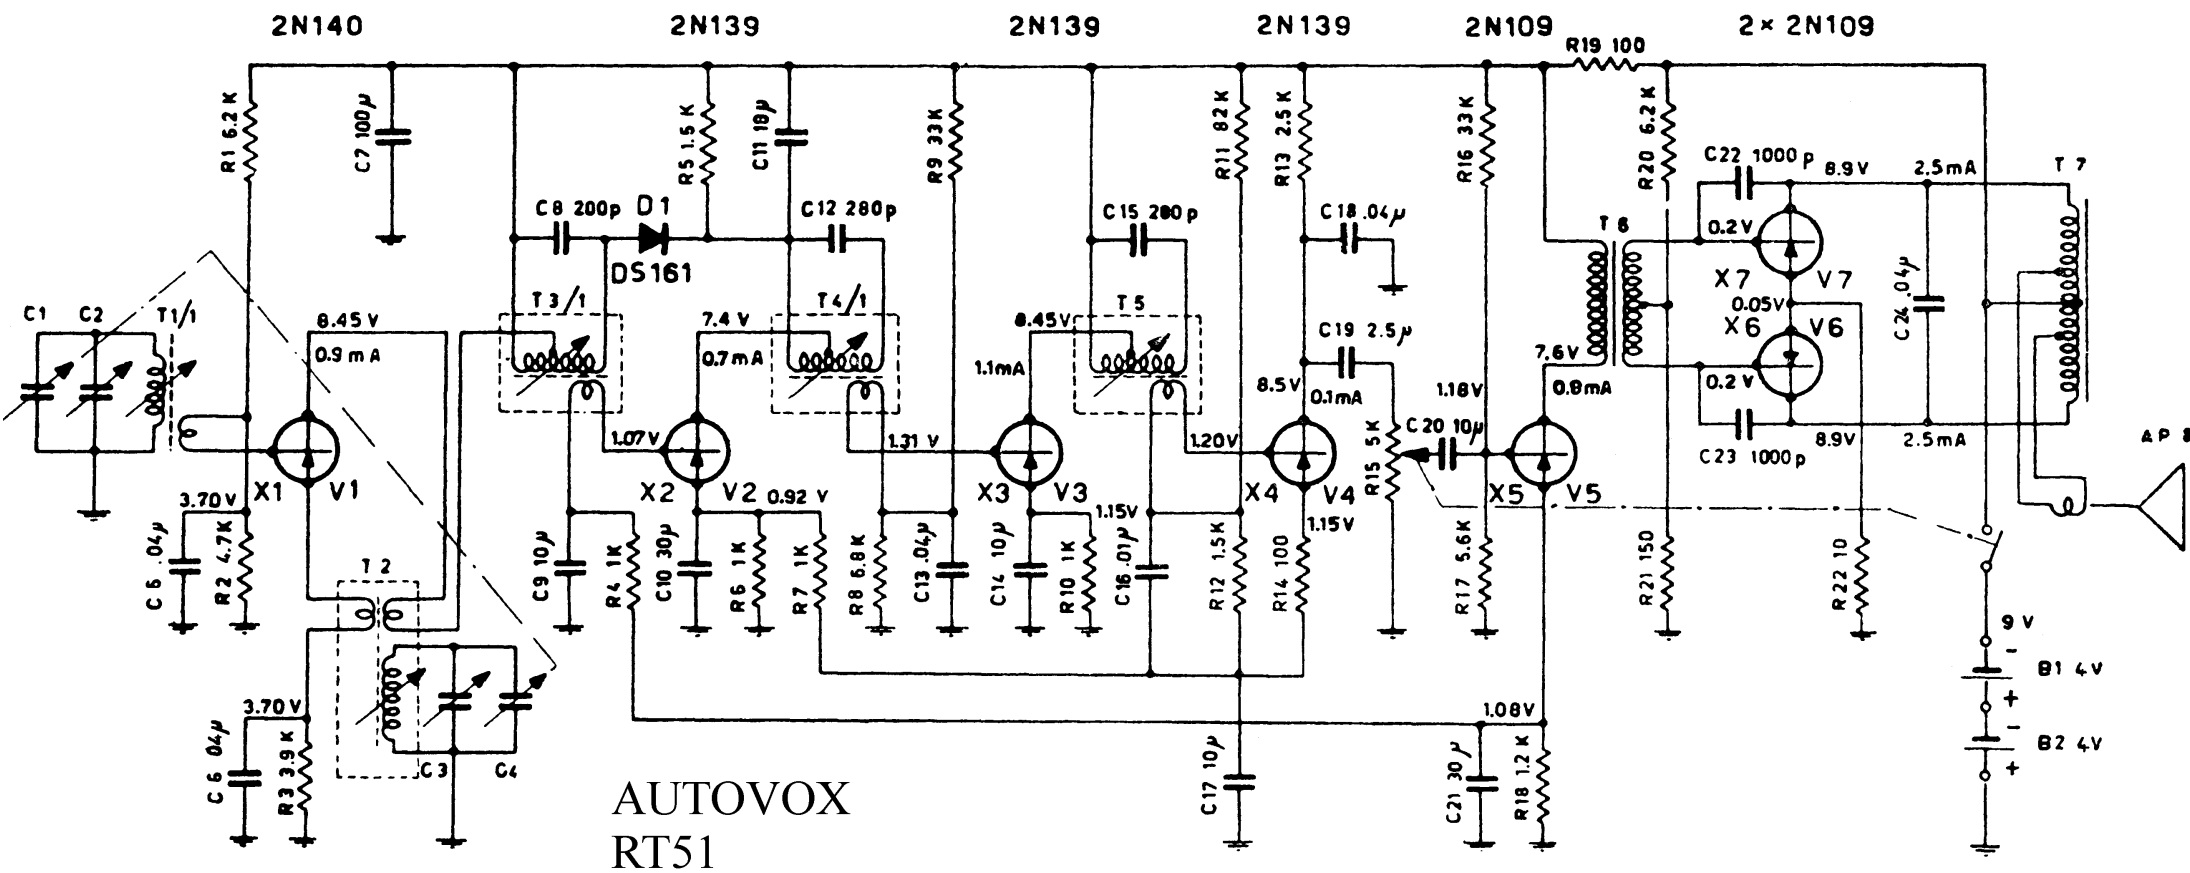 2N140
2N139
2N139
2N139
2N109
2× 2N109
R19 100
R1 6.2K
C7 100µ
R5 1.5 K
C11 18µ
R9 33K
R11 82K
R13 2.5K
R16 33K
R20 6.2K
C22 1000 p
8.9V
2.5mA
T 7
C8 200p
D1
DS161
C12 280p
C15 280p
C18 .04µ
0.2V
T 6
X7
V7
C24 .04µ
0.05V
X6
V6
C1
C2
T1/1
8.45 V
0.9 mA
T 3/1
7.4 V
0.7mA
T4/1
8.45V
1.1mA
T 5
C19 2.5µ
8.5V
0.1mA
7.6V
0.8mA
0.2V
C23 1000p
8.9V
2.5mA
AP 8
1.07V
1.31 V
1.20V
R15 5K
1.18V
C20 10µ
X1
V1
X2
V2
0.92 V
X3
V3
1.15V
X4
V4
1.15V
X5
V5
3.70V
C5 .04µ
R2 4.7K
T 2
C9 10µ
R4 1K
C10 30µ
R6 1K
R7 1K
R8 6.8K
C13 .04µ
C14 10µ
R10 1K
C16 .01µ
R12 1.5K
R14 100
R17 5.6K
R21 150
R22 10
9 V
-
B1 4V
+
-
B2 4V
+
3.70V
C 6 04µ
R3 3.9K
C3
C4
1.08V
C17 10µ
C21 30µ
R18 1.2 K
AUTOVOX
RT51